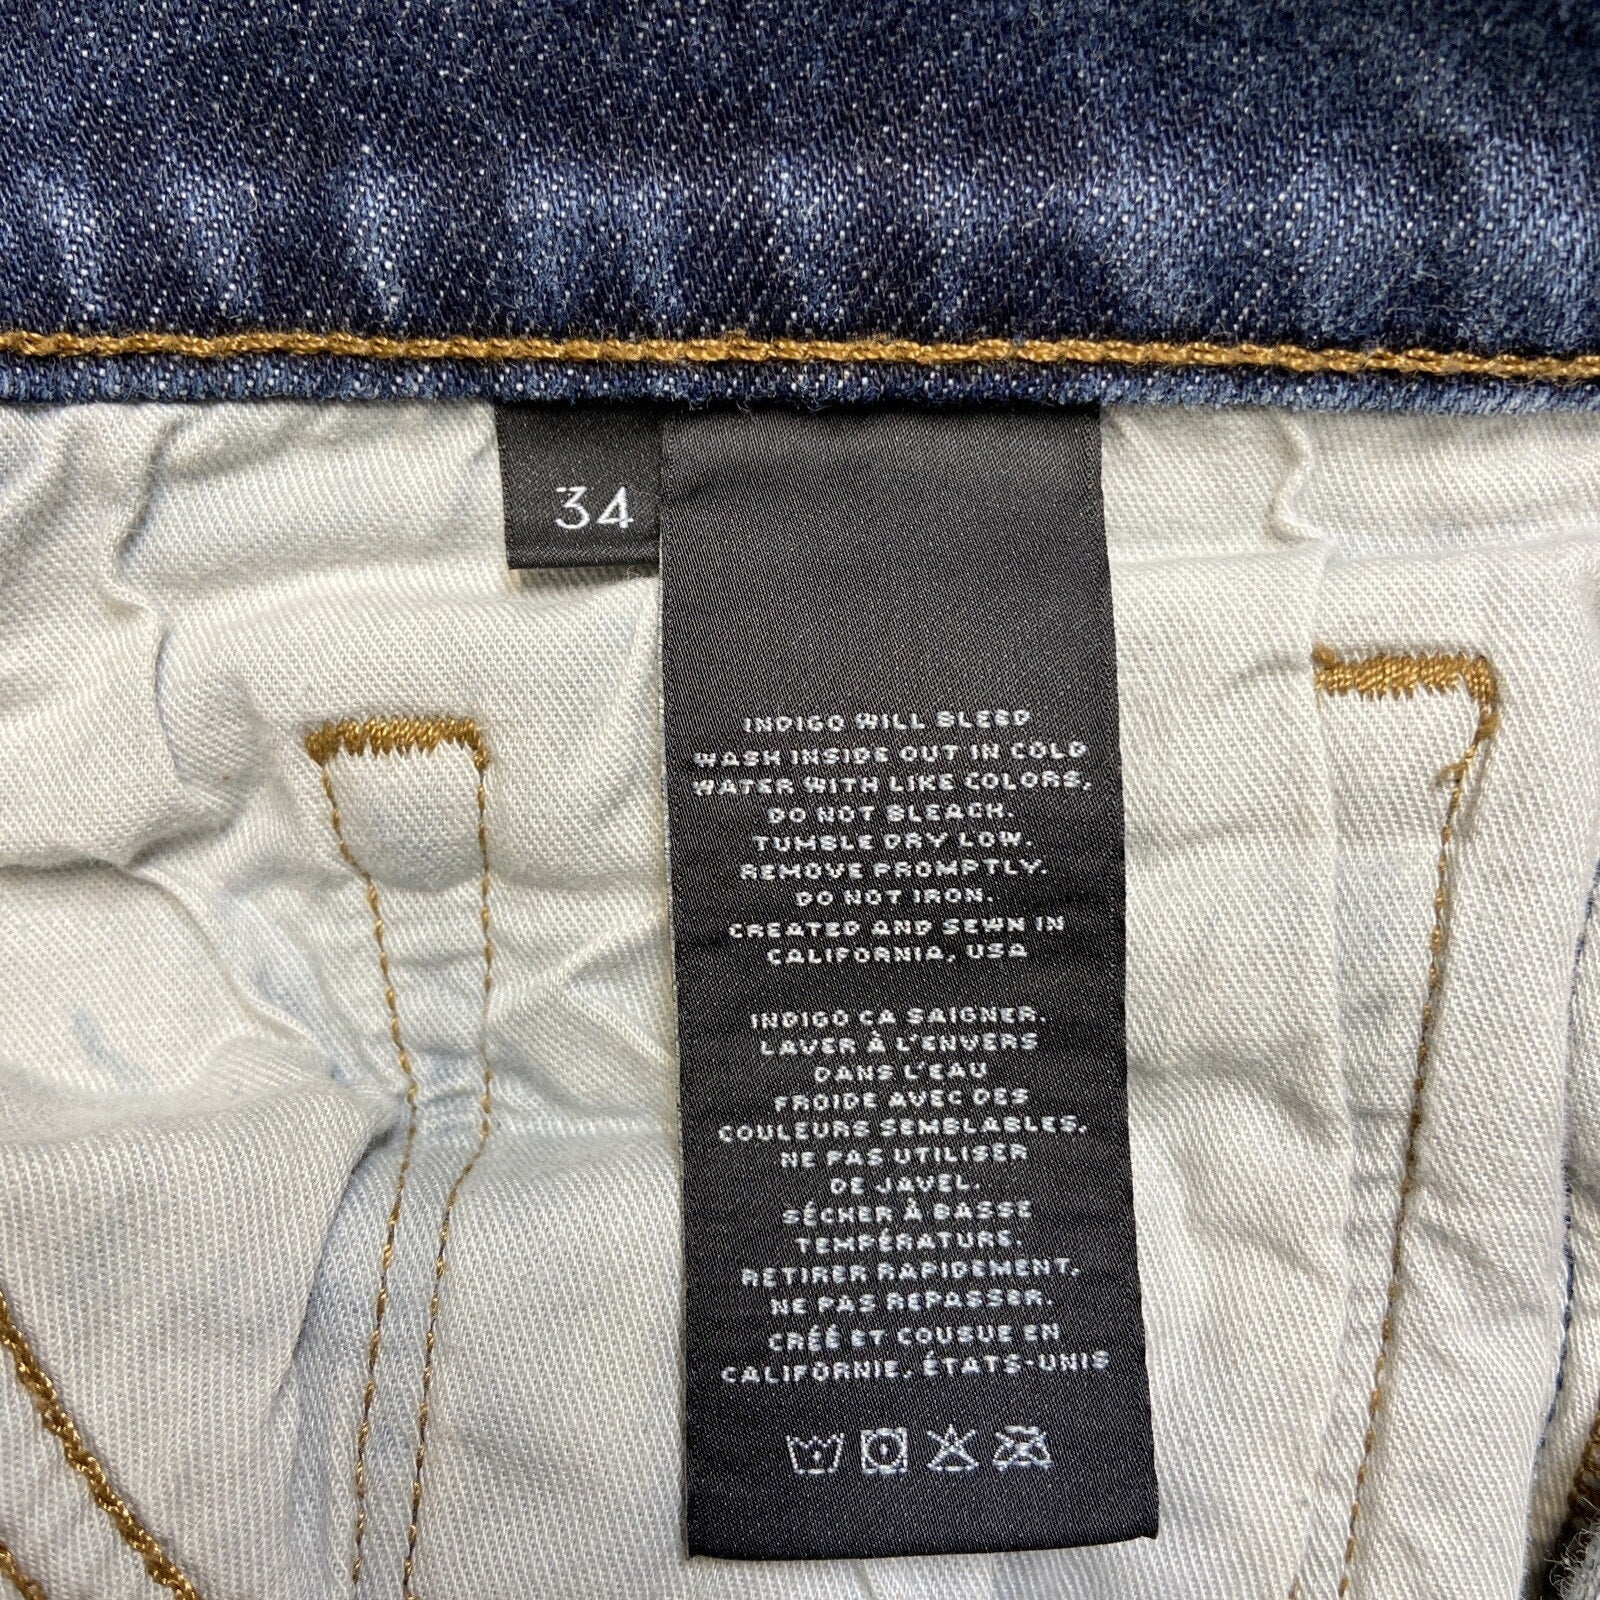 34
INDIGO WILL BLEED
WASH INSIDE OUT IN COLD
WATER WITH LIKE COLORS,
DO NOT BLEACH.
TUMBLE DRY LOW.
REMOVE PROMPTLY.
DO NOT IRON.
CREATED AND SEWN IN
CALIFORNIA, USA
INDIGO CA SAIGNER.
LAVER À L'ENVERS
DANS L'EAU
FROIDE AVEC DES
COULEURS SEMBLABLES.
NE PAS UTILISER
DE JAVEL.
SÉCHER À BASSE
TEMPÉRATURE.
RETIRER RAPIDEMENT.
NE PAS REPASSER.
CRÉÉ ET COUSUE EN
CALIFORNIE, ÉTATS-UNIS